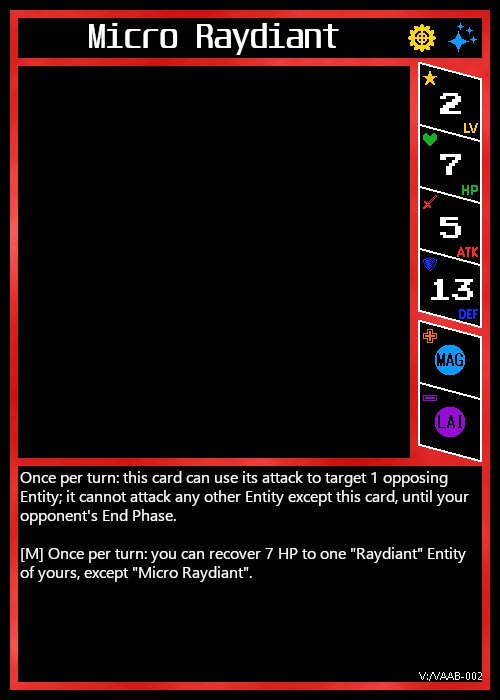 Micro Raydiant
2
LV
7
HP
5
ATK
13
DEF
MAG
LAI
Once per turn: this card can use its attack to target 1 opposing
Entity; it cannot attack any other Entity except this card, until your
opponent's End Phase.
[M] Once per turn: you can recover 7 HP to one "Raydiant" Entity
of yours, except "Micro Raydiant".
V:/VAAB-002